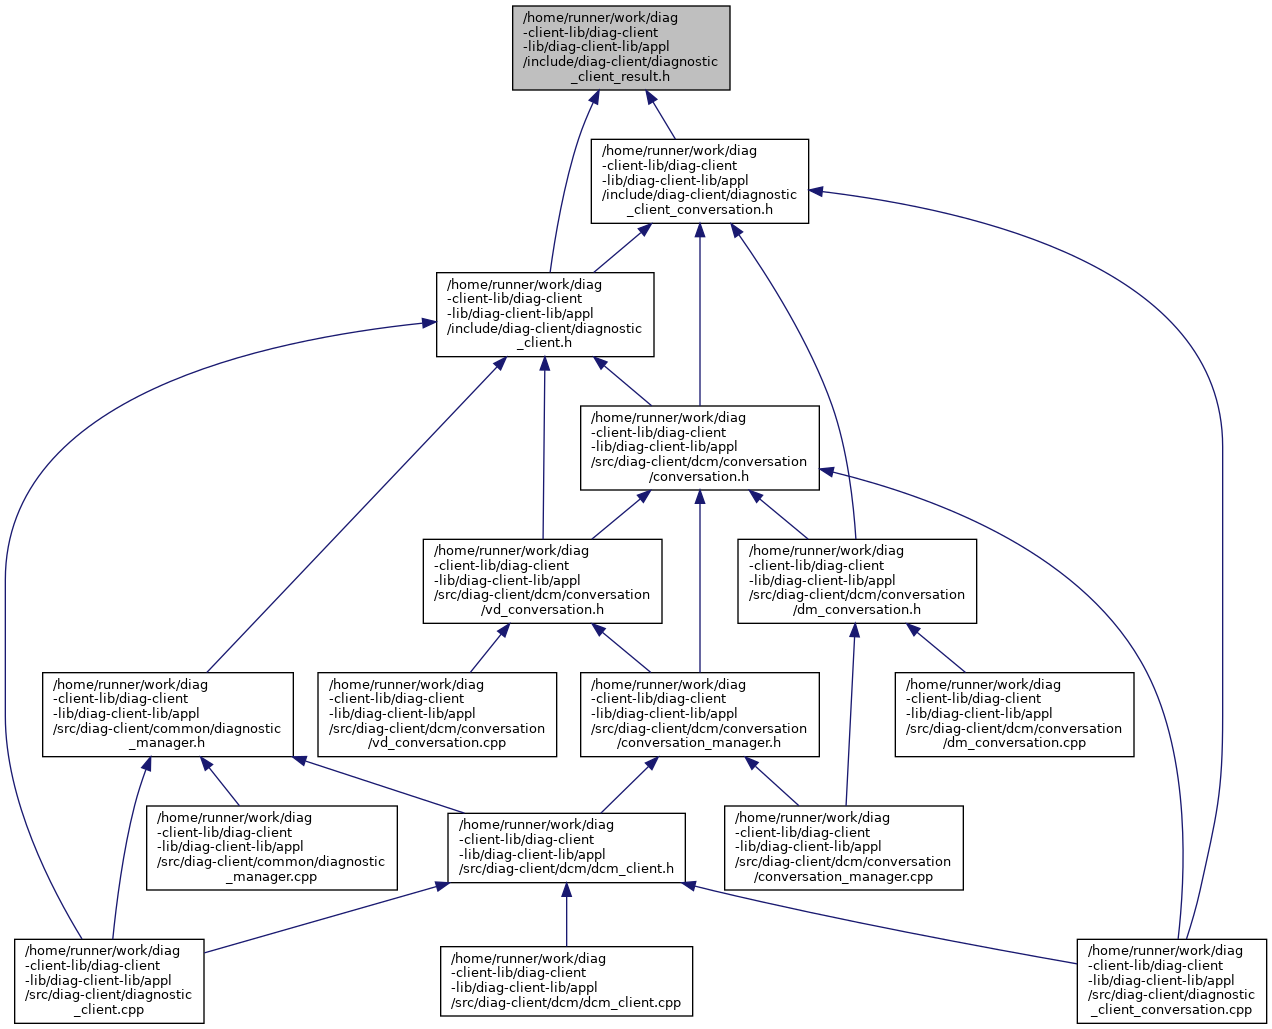 /home/runner/work/diag
-client-lib/diag-client
-lib/diag-client-lib/appl
/include/diag-client/diagnostic
_client_result.h
/home/runner/work/diag
-client-lib/diag-client
-lib/diag-client-lib/appl
/include/diag-client/diagnostic
_client_conversation.h
/home/runner/work/diag
-client-lib/diag-client
-lib/diag-client-lib/appl
/include/diag-client/diagnostic
_client.h
/home/runner/work/diag
-client-lib/diag-client
-lib/diag-client-lib/appl
/src/diag-client/dcm/conversation
/conversation.h
/home/runner/work/diag
-client-lib/diag-client
-lib/diag-client-lib/appl
/src/diag-client/dcm/conversation
/vd_conversation.h
/home/runner/work/diag
-client-lib/diag-client
-lib/diag-client-lib/appl
/src/diag-client/dcm/conversation
/dm_conversation.h
/home/runner/work/diag
-client-lib/diag-client
-lib/diag-client-lib/appl
/src/diag-client/common/diagnostic
_manager.h
/home/runner/work/diag
-client-lib/diag-client
-lib/diag-client-lib/appl
/src/diag-client/dcm/conversation
/vd_conversation.cpp
/home/runner/work/diag
-client-lib/diag-client
-lib/diag-client-lib/appl
/src/diag-client/dcm/conversation
/conversation_manager.h
/home/runner/work/diag
-client-lib/diag-client
-lib/diag-client-lib/appl
/src/diag-client/dcm/conversation
/dm_conversation.cpp
/home/runner/work/diag
-client-lib/diag-client
-lib/diag-client-lib/appl
/src/diag-client/common/diagnostic
_manager.cpp
/home/runner/work/diag
-client-lib/diag-client
-lib/diag-client-lib/appl
/src/diag-client/dcm/dcm_client.h
/home/runner/work/diag
-client-lib/diag-client
-lib/diag-client-lib/appl
/src/diag-client/dcm/conversation
/conversation_manager.cpp
/home/runner/work/diag
-client-lib/diag-client
-lib/diag-client-lib/appl
/src/diag-client/diagnostic
_client.cpp
/home/runner/work/diag
-client-lib/diag-client
-lib/diag-client-lib/appl
/src/diag-client/dcm/dcm_client.cpp
/home/runner/work/diag
-client-lib/diag-client
-lib/diag-client-lib/appl
/src/diag-client/diagnostic
_client_conversation.cpp